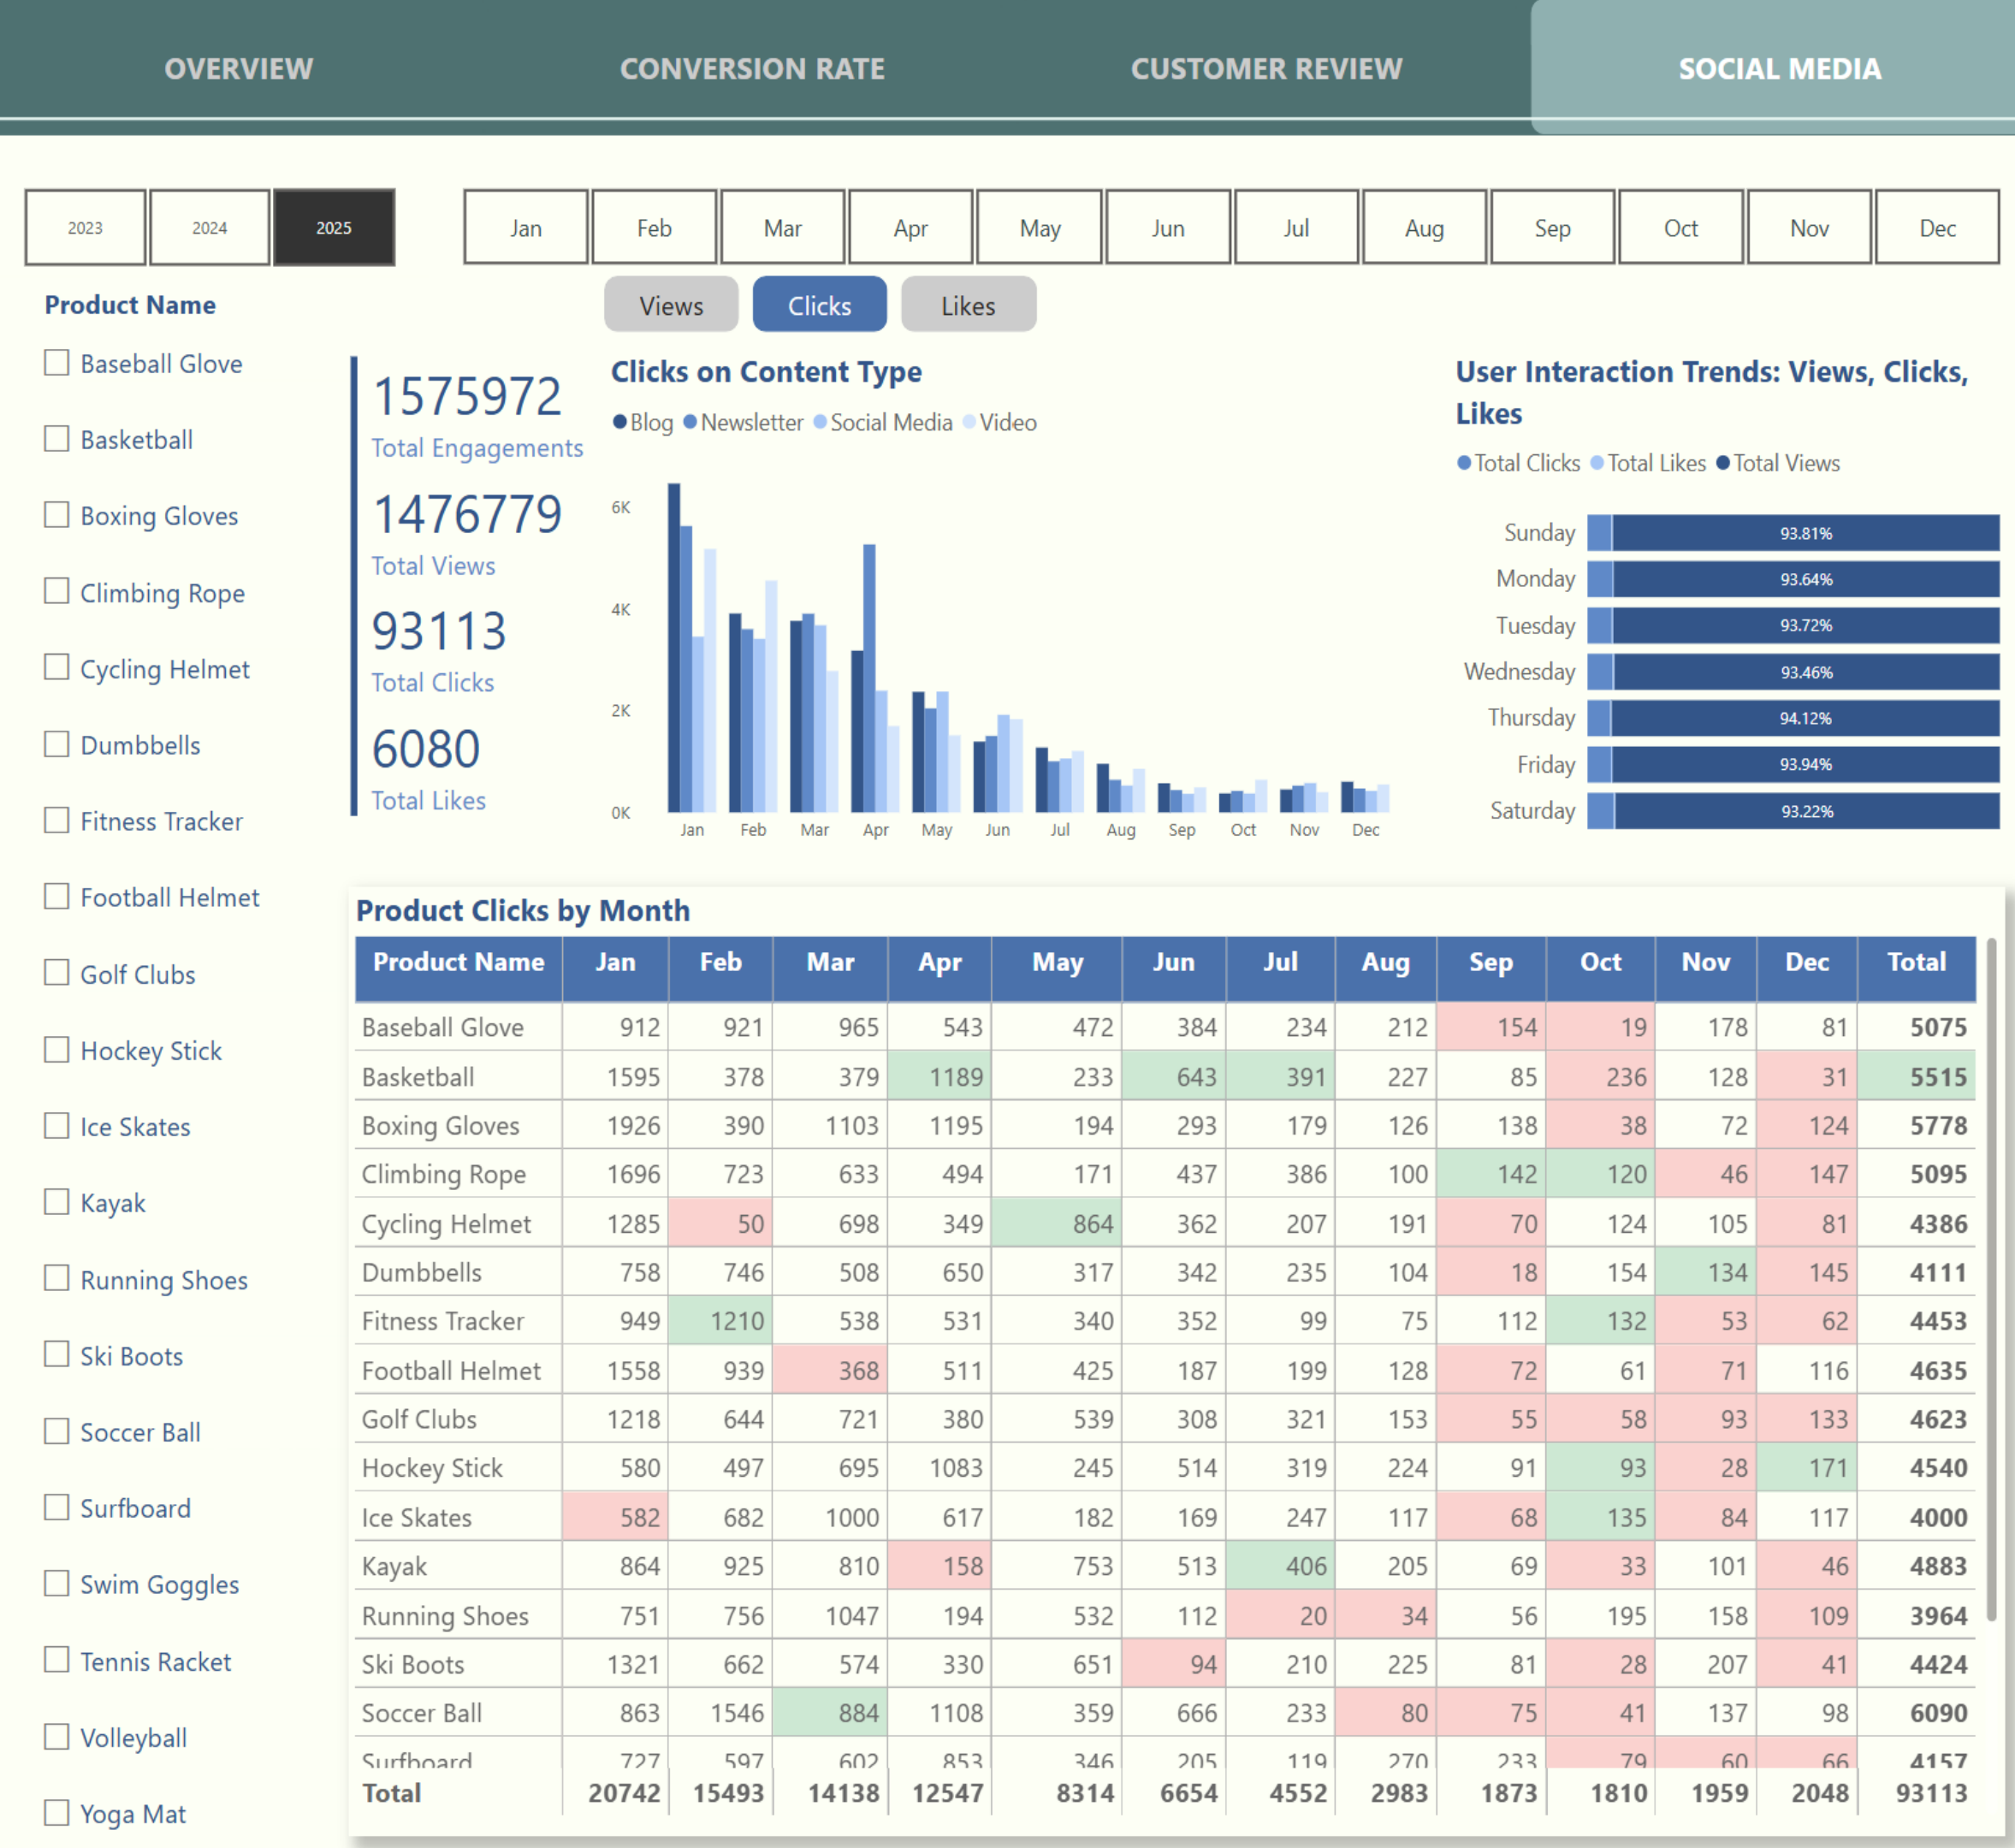 OVERVIEW CONVERSION RATE CUSTOMER REVIEW SOCIAL MEDIA
2023 2024 2025 Jan Feb Mar Apr May Jun Jul Aug Sep Oct Nov Dec
Views Clicks Likes
Product Name
Baseball Glove
Basketball
Boxing Gloves
Climbing Rope
Cycling Helmet
Dumbbells
Fitness Tracker
Football Helmet
Golf Clubs
Hockey Stick
Ice Skates
Kayak
Running Shoes
Ski Boots
Soccer Ball
Surfboard
Swim Goggles
Tennis Racket
Volleyball
Yoga Mat
1575972
Total Engagements
1476779
Total Views
93113
Total Clicks
6080
Total Likes
Clicks on Content Type
Blog Newsletter Social Media Video
6K
4K
2K
0K
Jan Feb Mar Apr May Jun Jul Aug Sep Oct Nov Dec
User Interaction Trends: Views, Clicks,
Likes
Total Clicks Total Likes Total Views
Sunday 93.81%
Monday 93.64%
Tuesday 93.72%
Wednesday 93.46%
Thursday 94.12%
Friday 93.94%
Saturday 93.22%
Product Clicks by Month
Product Name Jan Feb Mar Apr May Jun Jul Aug Sep Oct Nov Dec Total
Baseball Glove 912 921 965 543 472 384 234 212 154 19 178 81 5075
Basketball 1595 378 379 1189 233 643 391 227 85 236 128 31 5515
Boxing Gloves 1926 390 1103 1195 194 293 179 126 138 38 72 124 5778
Climbing Rope 1696 723 633 494 171 437 386 100 142 120 46 147 5095
Cycling Helmet 1285 50 698 349 864 362 207 191 70 124 105 81 4386
Dumbbells 758 746 508 650 317 342 235 104 18 154 134 145 4111
Fitness Tracker 949 1210 538 531 340 352 99 75 112 132 53 62 4453
Football Helmet 1558 939 368 511 425 187 199 128 72 61 71 116 4635
Golf Clubs 1218 644 721 380 539 308 321 153 55 58 93 133 4623
Hockey Stick 580 497 695 1083 245 514 319 224 91 93 28 171 4540
Ice Skates 582 682 1000 617 182 169 247 117 68 135 84 117 4000
Kayak 864 925 810 158 753 513 406 205 69 33 101 46 4883
Running Shoes 751 756 1047 194 532 112 20 34 56 195 158 109 3964
Ski Boots 1321 662 574 330 651 94 210 225 81 28 207 41 4424
Soccer Ball 863 1546 884 1108 359 666 233 80 75 41 137 98 6090
Surfboard 727 597 602 853 346 205 119 270 233 79 60 66 4157
Total 20742 15493 14138 12547 8314 6654 4552 2983 1873 1810 1959 2048 93113